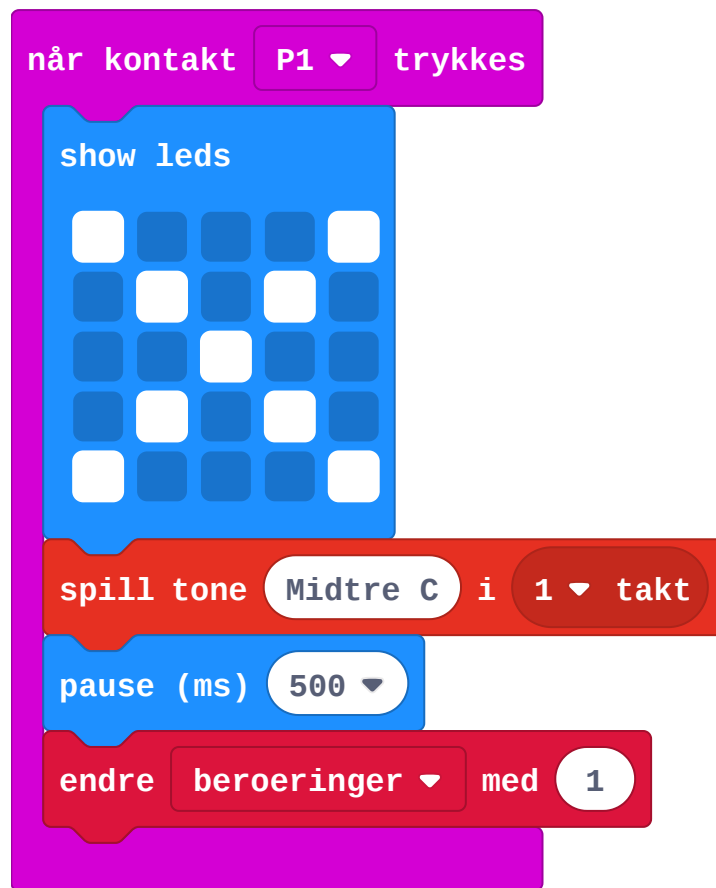 når kontakt P1 trykkes
show leds
spill tone Midtre C i 1 takt
pause (ms) 500
endre beroeringer med 1